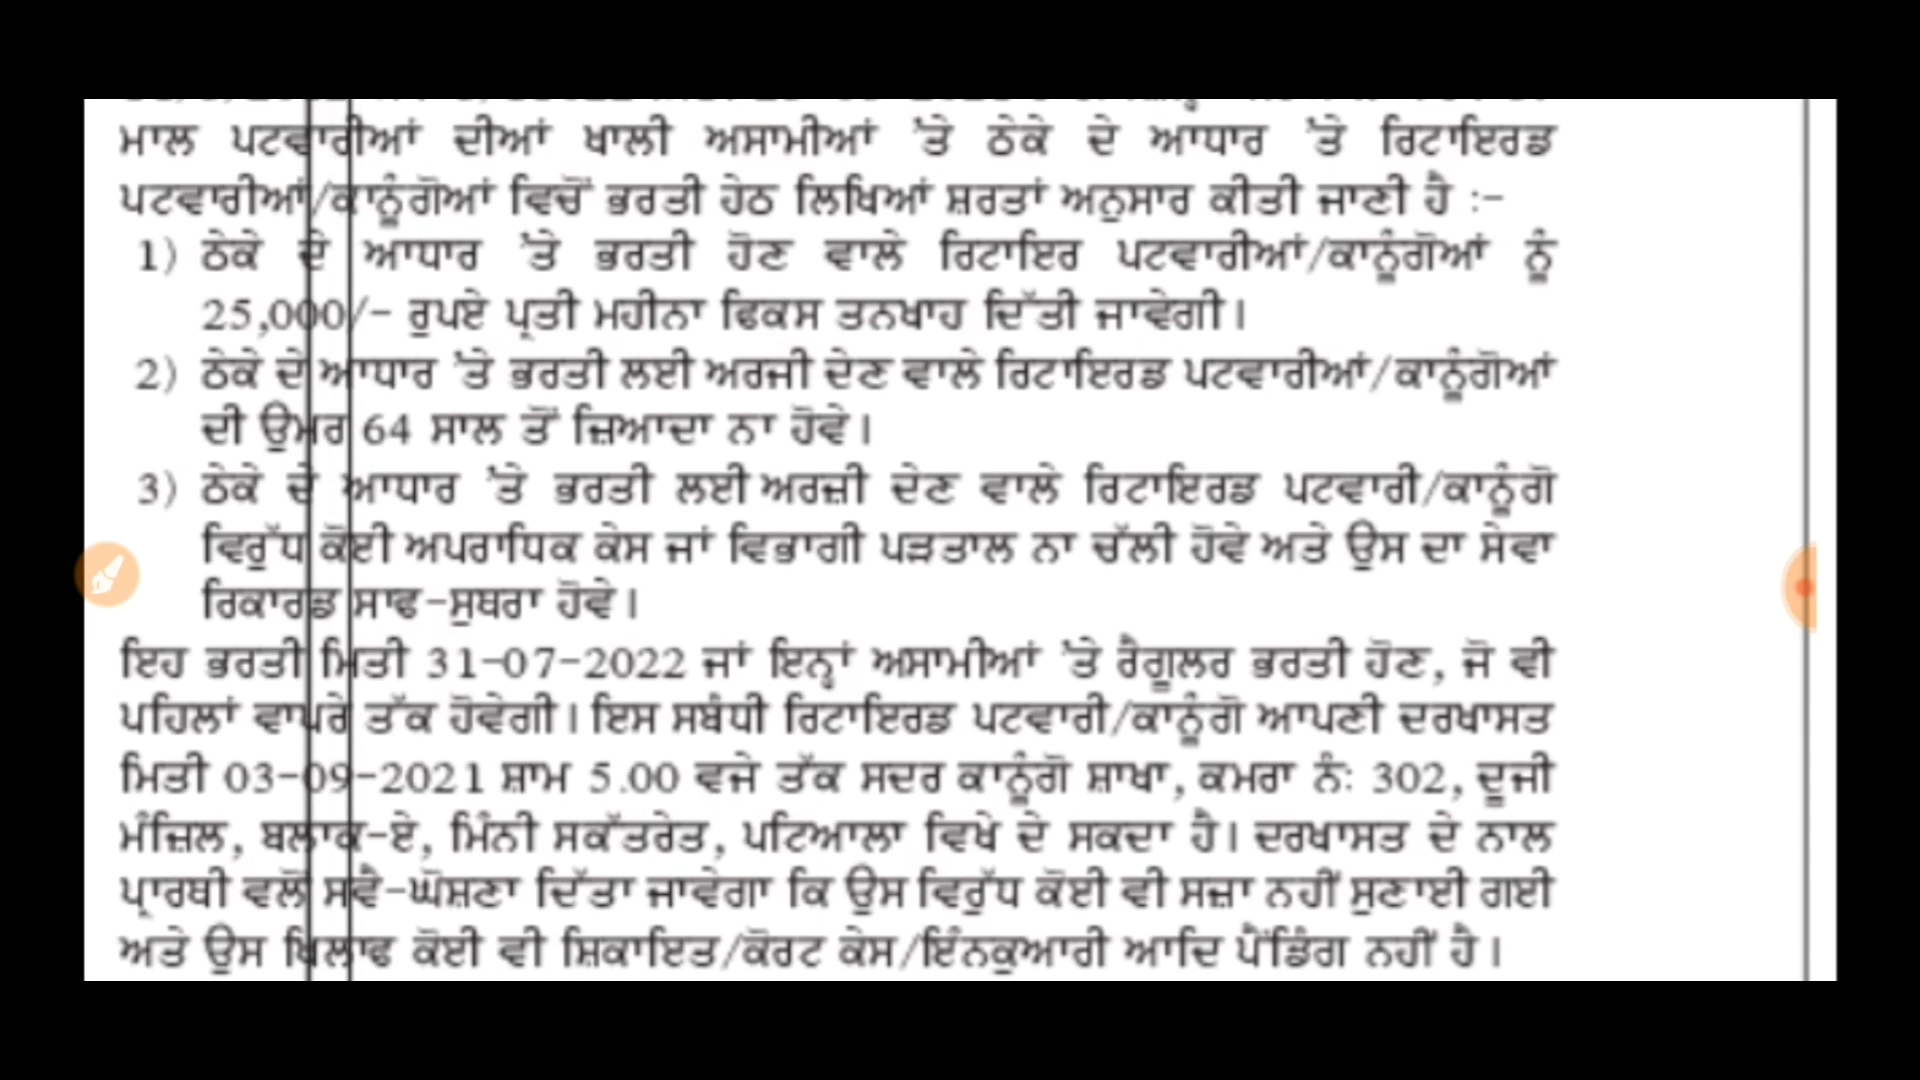 ਮਾਲ ਪਟਵਾਰੀਆਂ ਦੀਆਂ ਖਾਲੀ ਅਸਾਮੀਆਂ 'ਤੇ ਠੇਕੇ ਦੇ ਆਧਾਰ 'ਤੇ ਰਿਟਾਇਰਡ
ਪਟਵਾਰੀਆਂ/ਕਾਨੂੰਗੋਆਂ ਵਿਚੋਂ ਭਰਤੀ ਹੇਠ ਲਿਖਿਆਂ ਸ਼ਰਤਾਂ ਅਨੁਸਾਰ ਕੀਤੀ ਜਾਣੀ ਹੈ :-
1) ਠੇਕੇ ਦੇ ਆਧਾਰ 'ਤੇ ਭਰਤੀ ਹੋਣ ਵਾਲੇ ਰਿਟਾਇਰ ਪਟਵਾਰੀਆਂ/ਕਾਨੂੰਗੋਆਂ ਨੂੰ
25,000/- ਰੁਪਏ ਪ੍ਰਤੀ ਮਹੀਨਾ ਫਿਕਸ ਤਨਖਾਹ ਦਿੱਤੀ ਜਾਵੇਗੀ।
2) ਠੇਕੇ ਦੇ ਆਧਾਰ 'ਤੇ ਭਰਤੀ ਲਈ ਅਰਜੀ ਦੇਣ ਵਾਲੇ ਰਿਟਾਇਰਡ ਪਟਵਾਰੀਆਂ/ਕਾਨੂੰਗੋਆਂ
ਦੀ ਉਮਰ 64 ਸਾਲ ਤੋਂ ਜ਼ਿਆਦਾ ਨਾ ਹੋਵੇ।
3) ਠੇਕੇ ਦੇ ਆਧਾਰ 'ਤੇ ਭਰਤੀ ਲਈ ਅਰਜ਼ੀ ਦੇਣ ਵਾਲੇ ਰਿਟਾਇਰਡ ਪਟਵਾਰੀ/ਕਾਨੂੰਗੋ
ਵਿਰੁੱਧ ਕੋਈ ਅਪਰਾਧਿਕ ਕੇਸ ਜਾਂ ਵਿਭਾਗੀ ਪੜਤਾਲ ਨਾ ਚੱਲੀ ਹੋਵੇ ਅਤੇ ਉਸ ਦਾ ਸੇਵਾ
ਰਿਕਾਰਡ ਸਾਫ-ਸੁਥਰਾ ਹੋਵੇ।
ਇਹ ਭਰਤੀ ਮਿਤੀ 31-07-2022 ਜਾਂ ਇਨ੍ਹਾਂ ਅਸਾਮੀਆਂ 'ਤੇ ਰੈਗੂਲਰ ਭਰਤੀ ਹੋਣ, ਜੋ ਵੀ
ਪਹਿਲਾਂ ਵਾਪਰੇ ਤੱਕ ਹੋਵੇਗੀ। ਇਸ ਸਬੰਧੀ ਰਿਟਾਇਰਡ ਪਟਵਾਰੀ/ਕਾਨੂੰਗੋ ਆਪਣੀ ਦਰਖਾਸਤ
ਮਿਤੀ 03-09-2021 ਸ਼ਾਮ 5.00 ਵਜੇ ਤੱਕ ਸਦਰ ਕਾਨੂੰਗੋ ਸ਼ਾਖਾ, ਕਮਰਾ ਨੰ: 302, ਦੂਜੀ
ਮੰਜ਼ਿਲ, ਬਲਾਕ-ਏ, ਮਿੰਨੀ ਸਕੱਤਰੇਤ, ਪਟਿਆਲਾ ਵਿਖੇ ਦੇ ਸਕਦਾ ਹੈ। ਦਰਖਾਸਤ ਦੇ ਨਾਲ
ਪ੍ਰਾਰਥੀ ਵਲੋਂ ਸਵੈ-ਘੋਸ਼ਣਾ ਦਿੱਤਾ ਜਾਵੇਗਾ ਕਿ ਉਸ ਵਿਰੁੱਧ ਕੋਈ ਵੀ ਸਜ਼ਾ ਨਹੀਂ ਸੁਣਾਈ ਗਈ
ਅਤੇ ਉਸ ਖਿਲਾਫ ਕੋਈ ਵੀ ਸ਼ਿਕਾਇਤ/ਕੋਰਟ ਕੇਸ/ਇੰਨਕੁਆਰੀ ਆਦਿ ਪੈਂਡਿੰਗ ਨਹੀਂ ਹੈ।